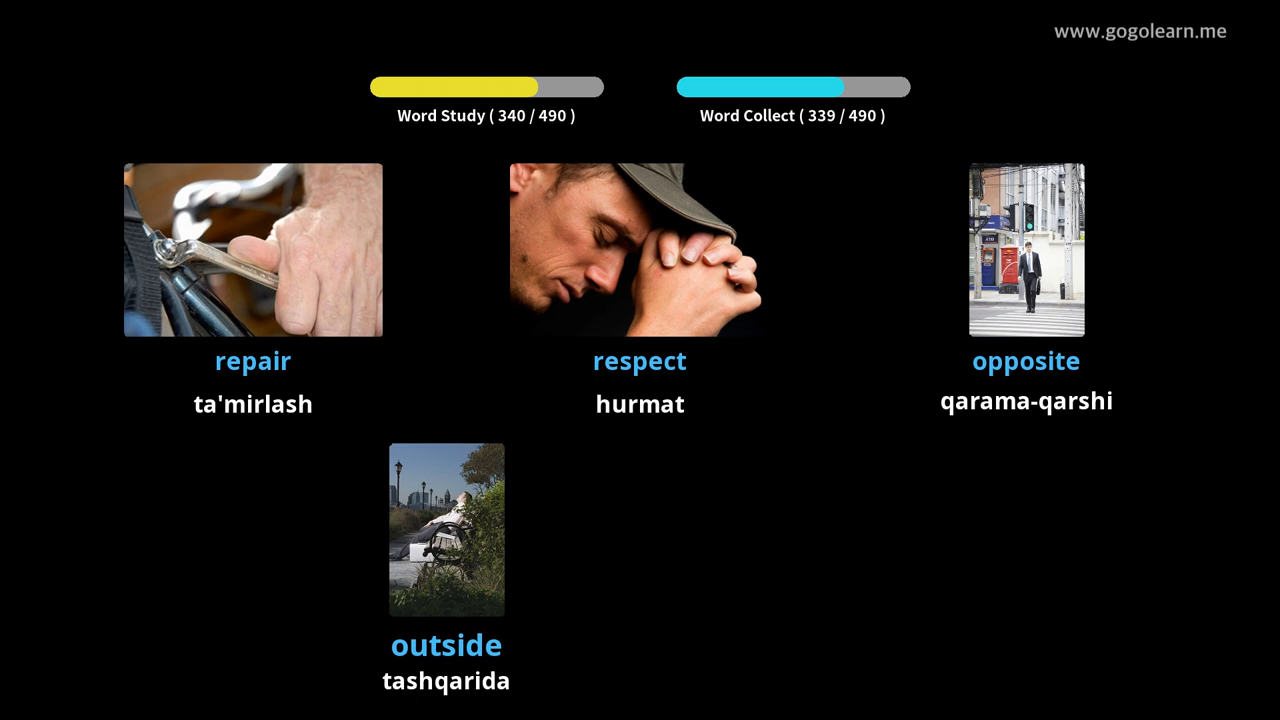 www.gogolearn.me
Word Study ( 340 / 490 )
Word Collect ( 339 / 490 )
repair
respect
opposite
ta'mirlash
hurmat
qarama-qarshi
outside
tashqarida